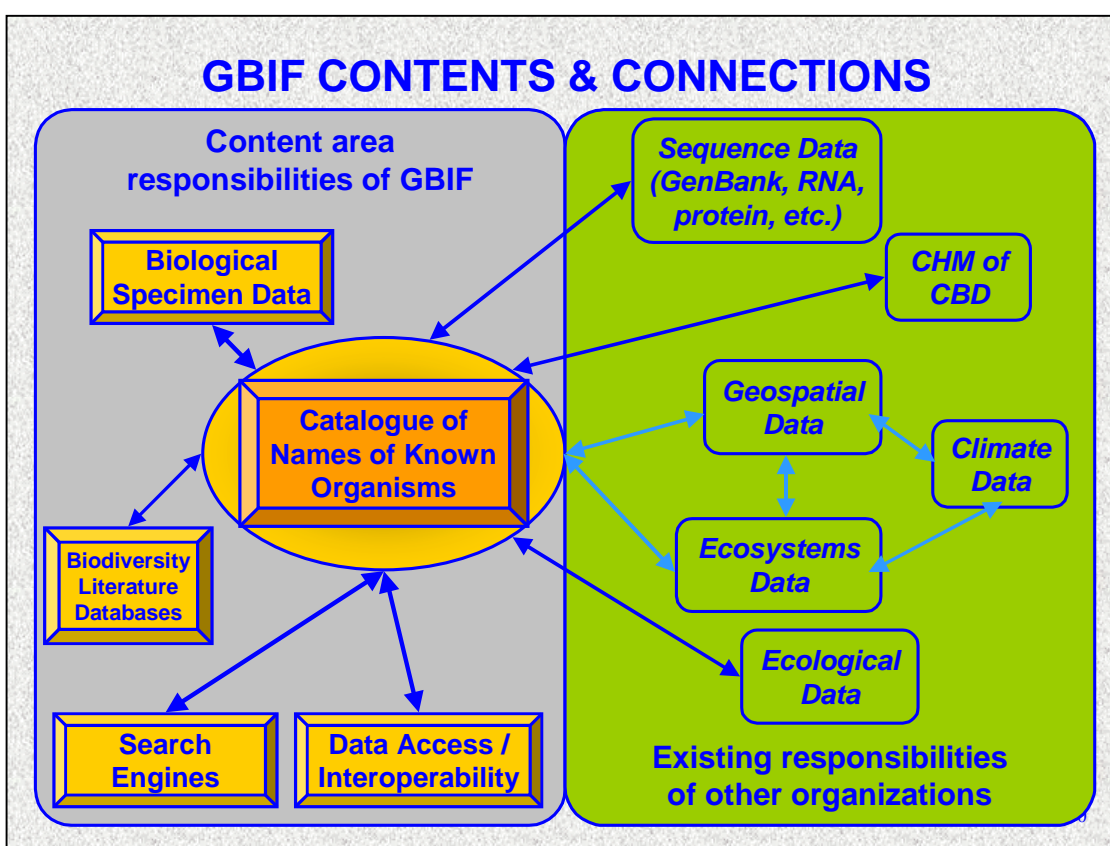 GBIF CONTENTS & CONNECTIONS
Content area
responsibilities of GBIF
Biological
Specimen Data
Catalogue of
Names of Known
Organisms
Biodiversity
Literature
Databases
Search
Engines
Data Access /
Interoperability
Sequence Data
(GenBank, RNA,
protein, etc.)
CHM of
CBD
Geospatial
Data
Climate
Data
Ecosystems
Data
Ecological
Data
Existing responsibilities
of other organizations